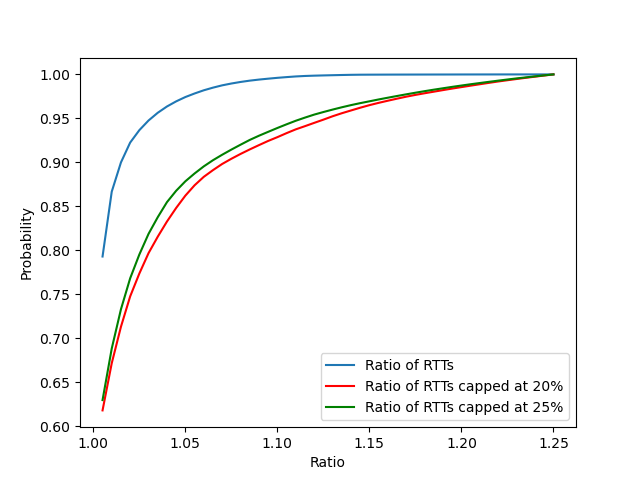 1.00
0.95
0.90
0.85
0.80
0.75
0.70
0.65
0.60
Probability
Ratio of RTTs
Ratio of RTTs capped at 20%
Ratio of RTTs capped at 25%
1.00 1.05 1.10 1.15 1.20 1.25
Ratio